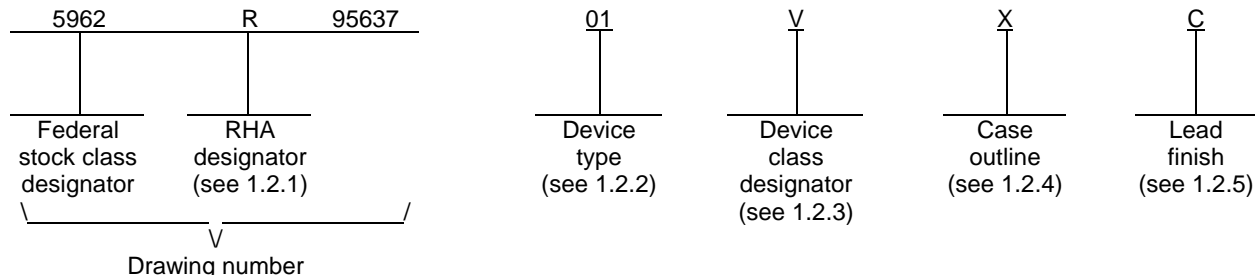 5962 R 95637 01 V X C
Federal stock class designator
RHA designator (see 1.2.1)
Device type (see 1.2.2)
Device class designator (see 1.2.3)
Case outline (see 1.2.4)
Lead finish (see 1.2.5)
\ /
\/
Drawing number